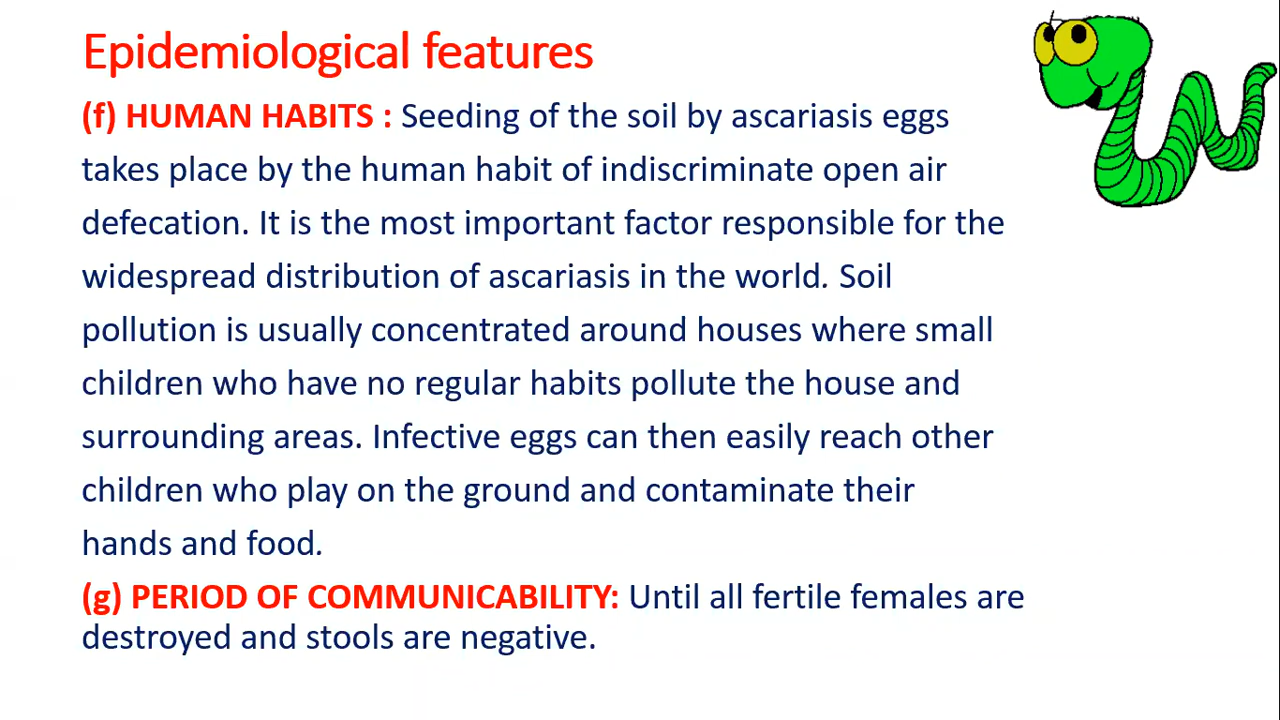 Epidemiological features
(f) HUMAN HABITS : Seeding of the soil by ascariasis eggs
takes place by the human habit of indiscriminate open air
defecation. It is the most important factor responsible for the
widespread distribution of ascariasis in the world. Soil
pollution is usually concentrated around houses where small
children who have no regular habits pollute the house and
surrounding areas. Infective eggs can then easily reach other
children who play on the ground and contaminate their
hands and food.
(g) PERIOD OF COMMUNICABILITY: Until all fertile females are
destroyed and stools are negative.